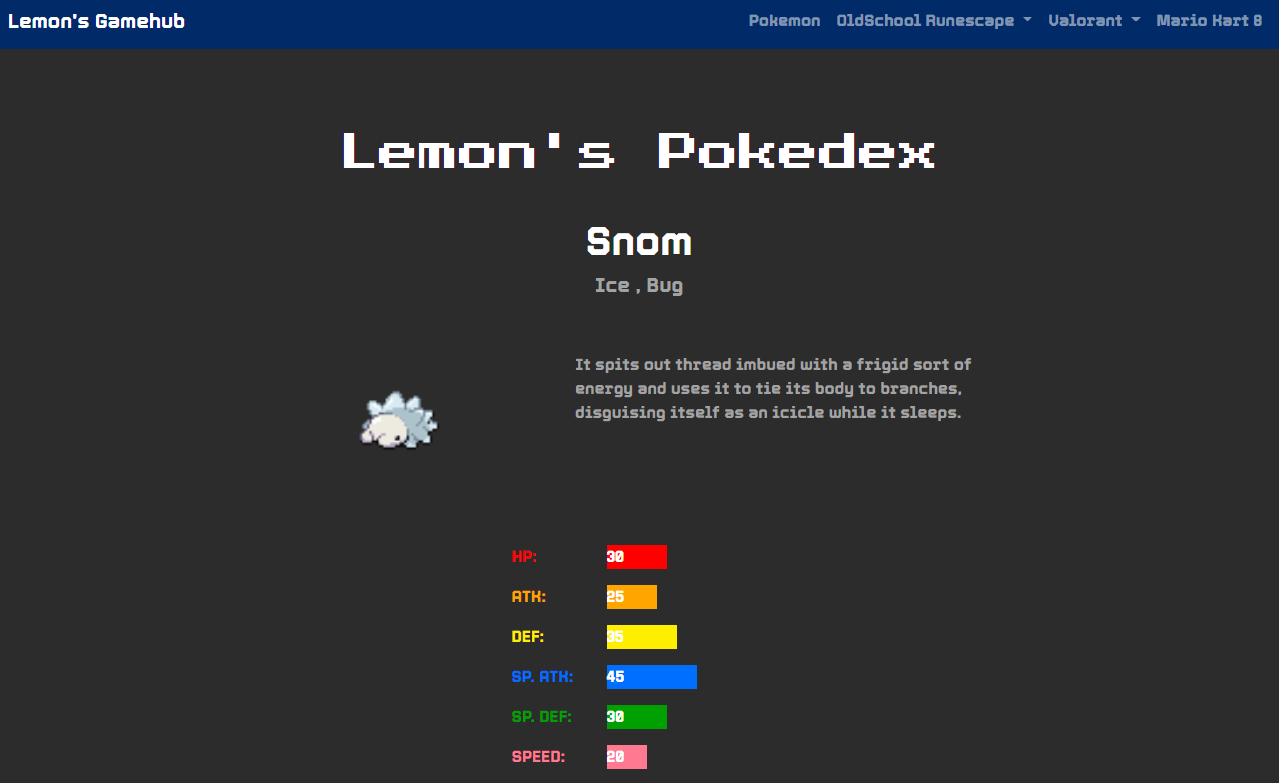 Lemon's Gamehub
Pokemon OldSchool Runescape Valorant Mario Kart 8
Lemon's Pokedex
Snom
Ice , Bug
It spits out thread imbued with a frigid sort of
energy and uses it to tie its body to branches,
disguising itself as an icicle while it sleeps.
HP: 30
ATK: 25
DEF: 35
SP. ATK: 45
SP. DEF: 30
SPEED: 20